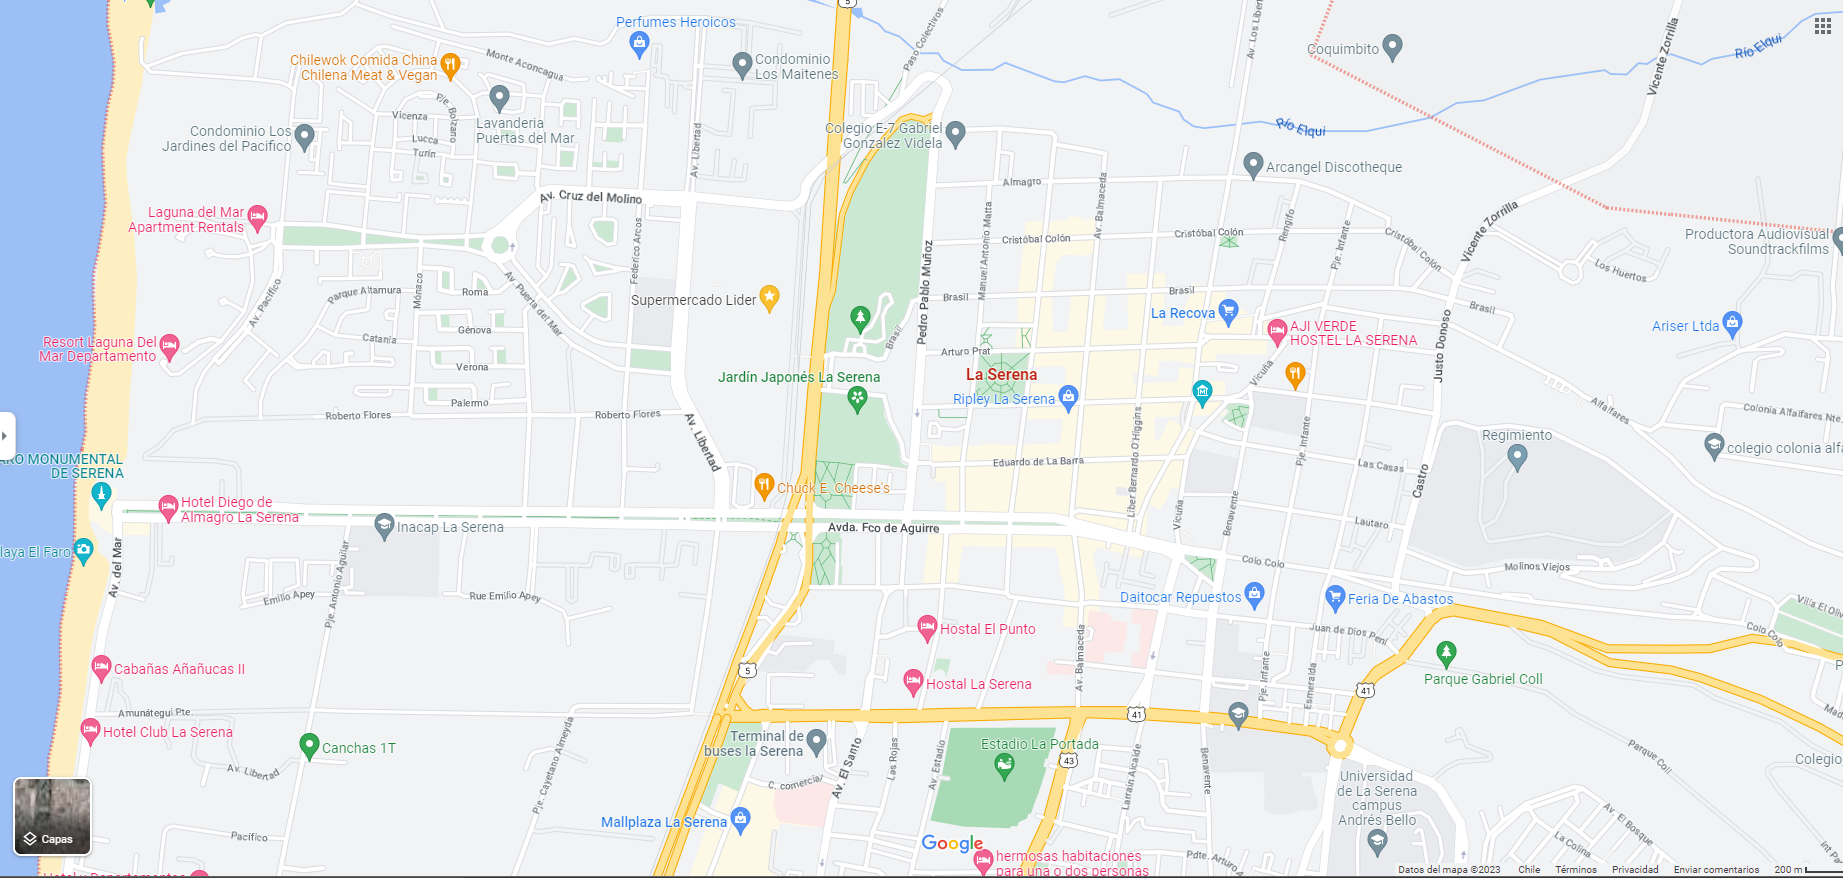 5
Paso Colectivos
Av. Los Libert
Vicente Zorrilla
Río Elqui
Perfumes Heroicos
Coquimbito
Monte Aconcagua
Chilewok Comida China
Chilena Meat & Vegan
Condominio
Los Maitenes
Pje. Bolzano
Vicenza
Lavanderia
Puertas del Mar
Condominio Los
Jardines del Pacifico
Lucca
Turín
Av. Libertad
Colegio E-7 Gabriel
Gonzalez Videla
Río Elqui
Arcangel Discotheque
Almagro
Av. Balmaceda
Av. Cruz del Molino
Laguna del Mar
Apartment Rentals
Federico Arcos
Manuel Antonio Matta
Cristóbal Colón
Cristóbal Colón
Rengifo
Pje. Infante
Cristóbal Colón
Vicente Zorrilla
Productora Audiovisual
Soundtrackfilms
Los Huertos
Pedro Pablo Muñoz
Av. Pacífico
Parque Altamura
Mónaco
Roma
Av. Puerta del Mar
Supermercado Lider
Brasil
Brasil
Brasil
Brasil
La Recova
AJI VERDE
HOSTEL LA SERENA
Ariser Ltda
Génova
Catania
Resort Laguna Del
Mar Departamento
Verona
Arturo Prat
Justo Donoso
Vicuña
La Serena
Jardín Japonés La Serena
Ripley La Serena
Palermo
Roberto Flores
Roberto Flores
Av. Libertad
Liber Bernardo O'Higgins
Pje. Infante
Alfalfares
Colonia Alfalfares Nte.
Regimiento
colegio colonia alfa
ARO MONUMENTAL
DE SERENA
Eduardo de La Barra
Las Casas
Castro
Chuck E. Cheese's
Hotel Diego de
Almagro La Serena
Inacap La Serena
Avda. Fco de Aguirre
Vicuña
Benavente
Lautaro
laya El Faro
Av. del Mar
Pje. Antonio Aguilar
Colo Colo
Molinos Viejos
Emilio Apey
Rue Emilio Apey
Daitocar Repuestos
Feria De Abastos
Villa El Oliv
Colo Colo
Hostal El Punto
Juan de Dios Pení
Av. Balmaceda
Pje. Infante
Esmeralda
Cabañas Añañucas II
5
Hostal La Serena
41
Parque Gabriel Coll
Amunátegui Pte.
41
Hotel Club La Serena
Canchas 1T
Terminal de
buses la Serena
Estadio La Portada
43
Parque Coll
Colegio
Av. Libertad
Pje. Cayetano Almeyda
Av. El Santo
Las Rojas
Av. Estadio
C. comercial
Larraín Alcalde
Benavente
Universidad
de La Serena
campus
Andrés Bello
Av. El Bosque
La Colina
Mallplaza La Serena
Pacífico
Capas
Google
hermosas habitaciones
para una o dos personas
Pdte. Arturo
Datos del mapa ©2023 Chile Términos Privacidad Enviar comentarios 200 m